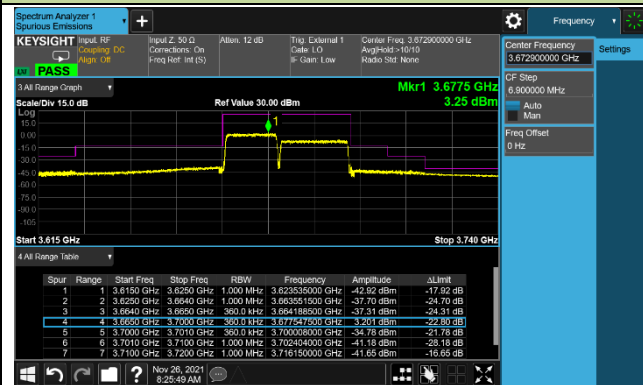 Spectrum Analyzer 1
Spurious Emissions
Frequency
KEYSIGHT
Input: RF
Coupling: DC
Align: Off
Input Z: 50 Ω
Corrections: On
Freq Ref: Int (S)
Atten: 12 dB
Trig: External 1
Gate: LO
IF Gain: Low
Center Freq: 3.672900000 GHz
Avg|Hold:>10/10
Radio Std: None
PASS
Center Frequency
3.672900000 GHz
Settings
CF Step
6.900000 MHz
Auto
Man
Freq Offset
0 Hz
3 All Range Graph
Mkr1 3.6775 GHz
3.25 dBm
Scale/Div 15.0 dB
Ref Value 30.00 dBm
Log
15.0
0.00
-15.0
-30.0
-45.0
-60.0
-75.0
-90.0
-105
1
Start 3.615 GHz
Stop 3.740 GHz
4 All Range Table
Spur Range Start Freq Stop Freq RBW Frequency Amplitude ΔLimit
1 1 3.6150 GHz 3.6250 GHz 1.000 MHz 3.623535000 GHz -42.92 dBm -17.92 dB
2 2 3.6250 GHz 3.6640 GHz 1.000 MHz 3.663551500 GHz -37.70 dBm -24.70 dB
3 3 3.6640 GHz 3.6650 GHz 360.0 kHz 3.664188500 GHz -37.31 dBm -24.31 dB
4 4 3.6650 GHz 3.7000 GHz 360.0 kHz 3.677547500 GHz 3.201 dBm -22.80 dB
5 5 3.7000 GHz 3.7010 GHz 360.0 kHz 3.700008000 GHz -34.78 dBm -21.78 dB
6 6 3.7010 GHz 3.7100 GHz 1.000 MHz 3.702404000 GHz -41.18 dBm -28.18 dB
7 7 3.7100 GHz 3.7200 GHz 1.000 MHz 3.716150000 GHz -41.65 dBm -16.65 dB
Nov 26, 2021
8:25:49 AM